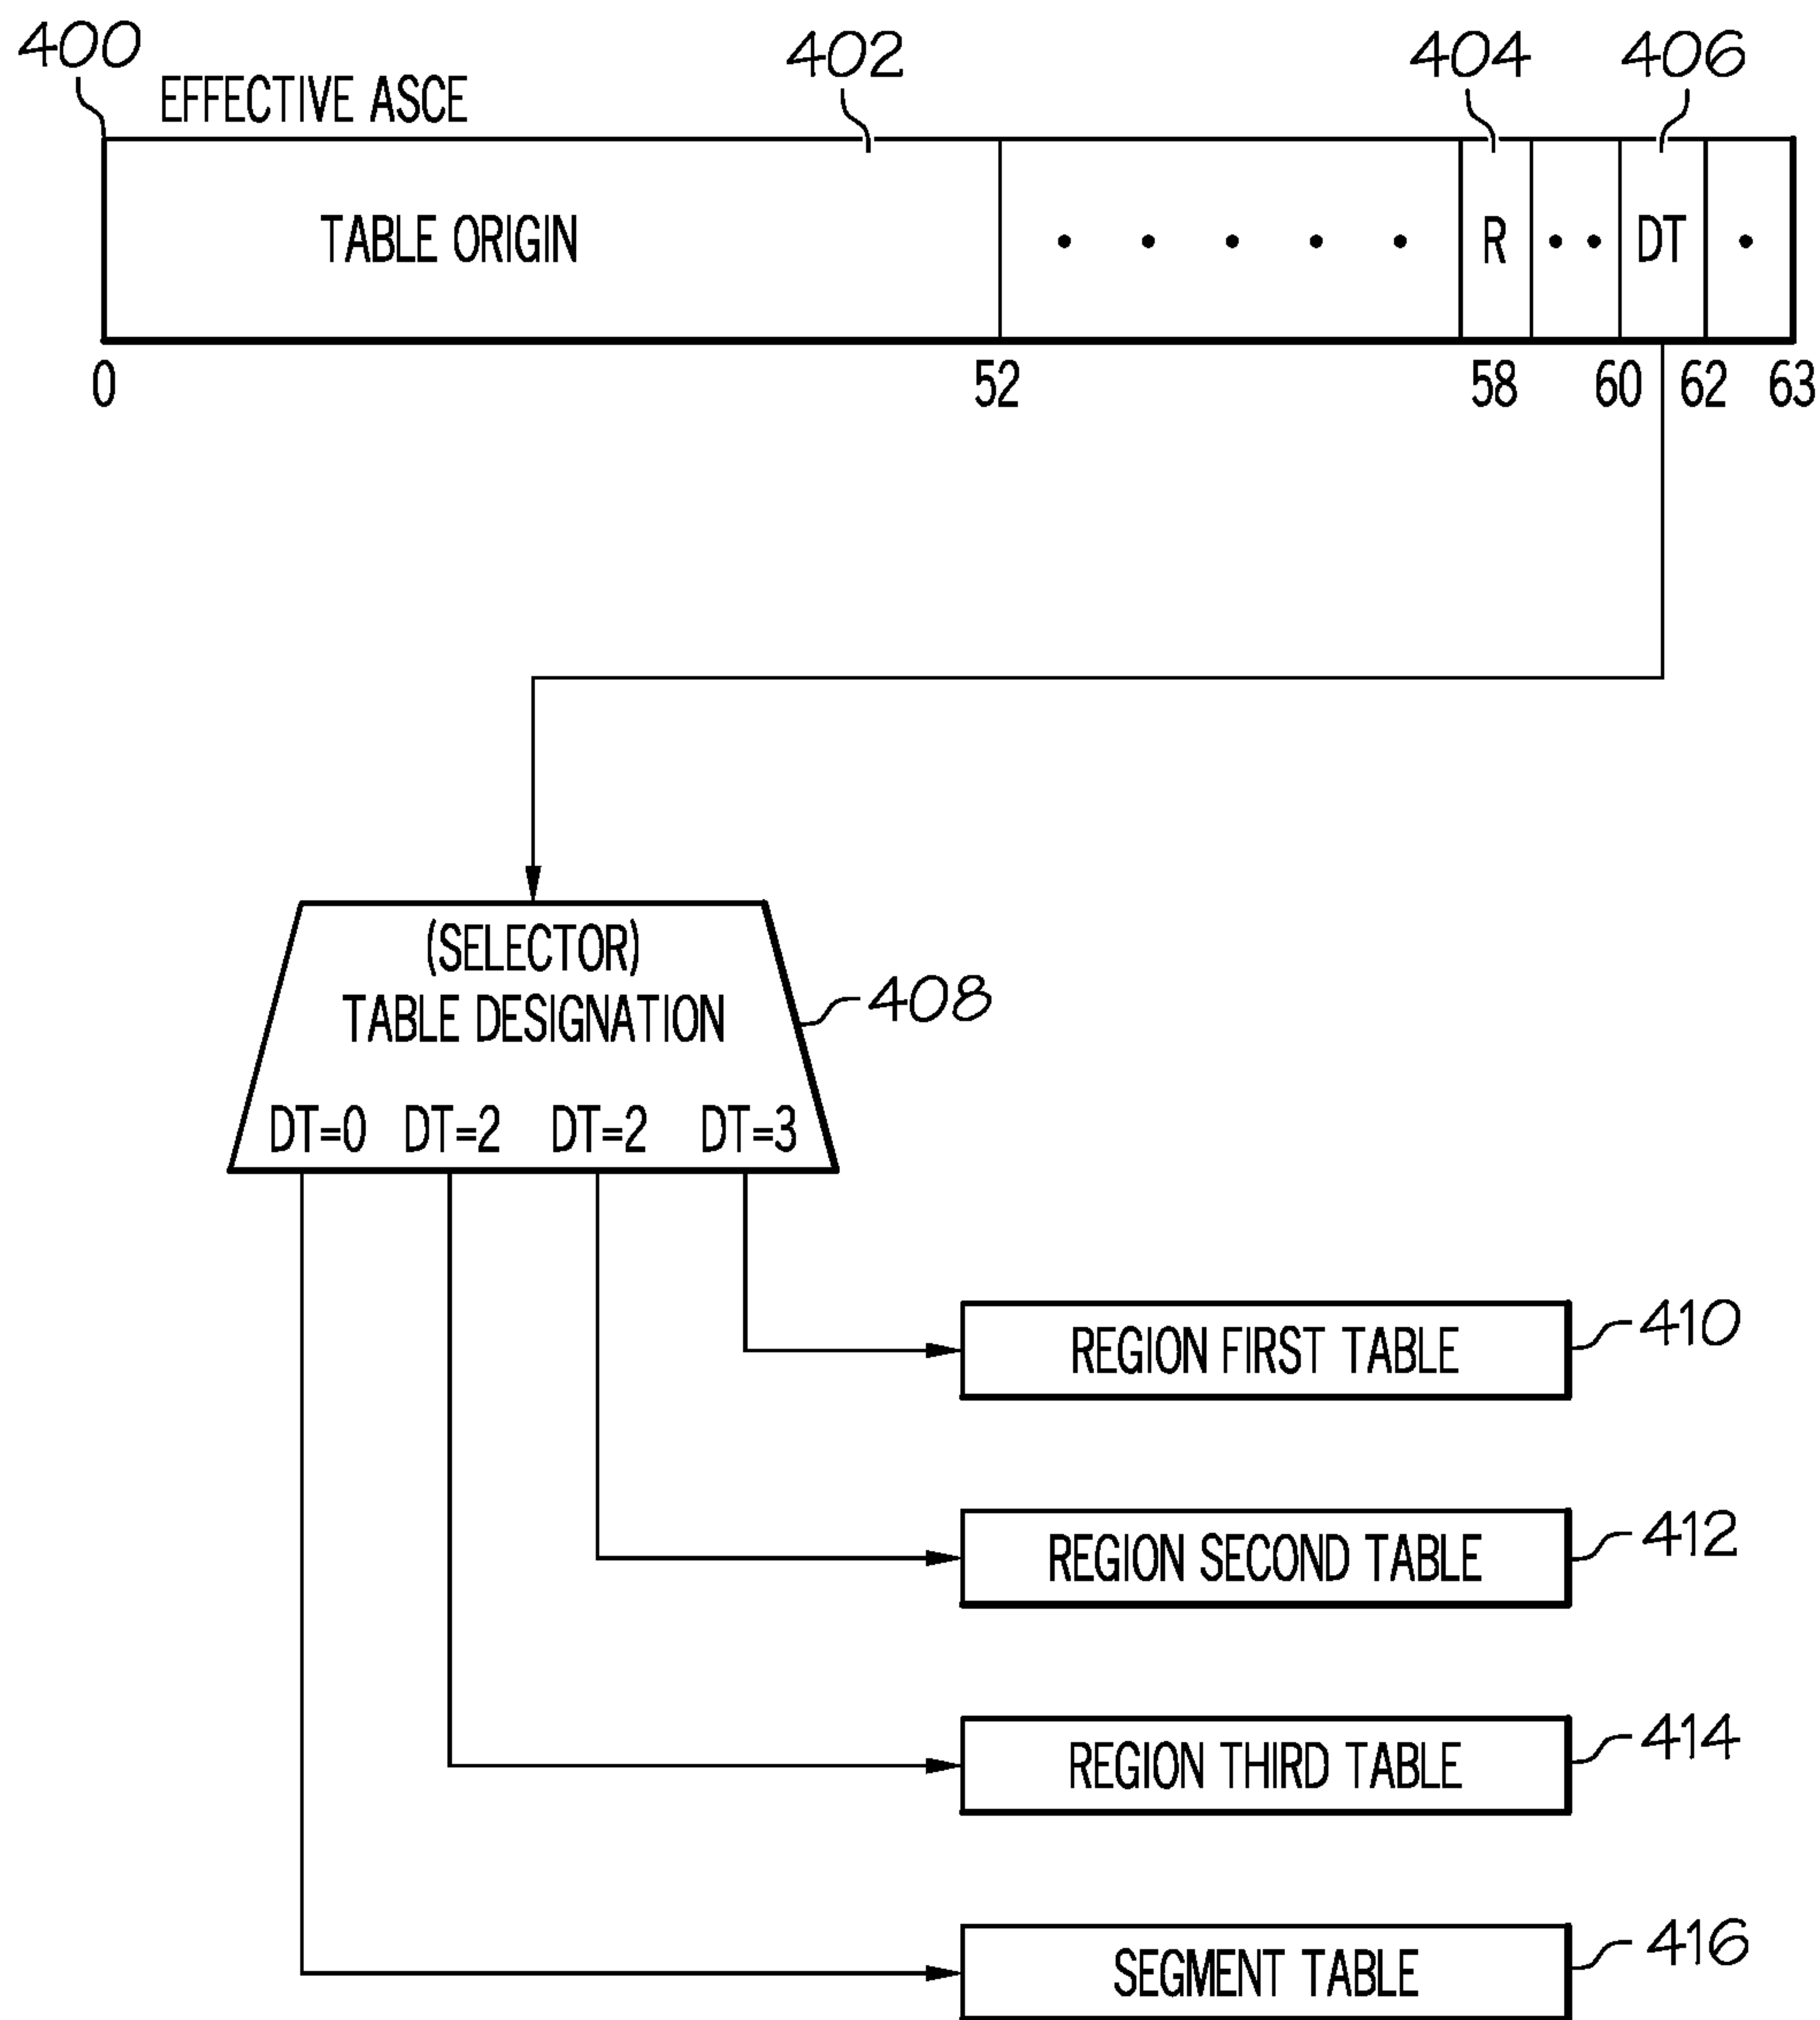 400
402
404
406
EFFECTIVE ASCE
TABLE ORIGIN
• • • • •
R
• •
DT
•
0 52 58 60 62 63
(SELECTOR)
TABLE DESIGNATION
408
DT=0 DT=2 DT=2 DT=3
REGION FIRST TABLE
410
REGION SECOND TABLE
412
REGION THIRD TABLE
414
SEGMENT TABLE
416